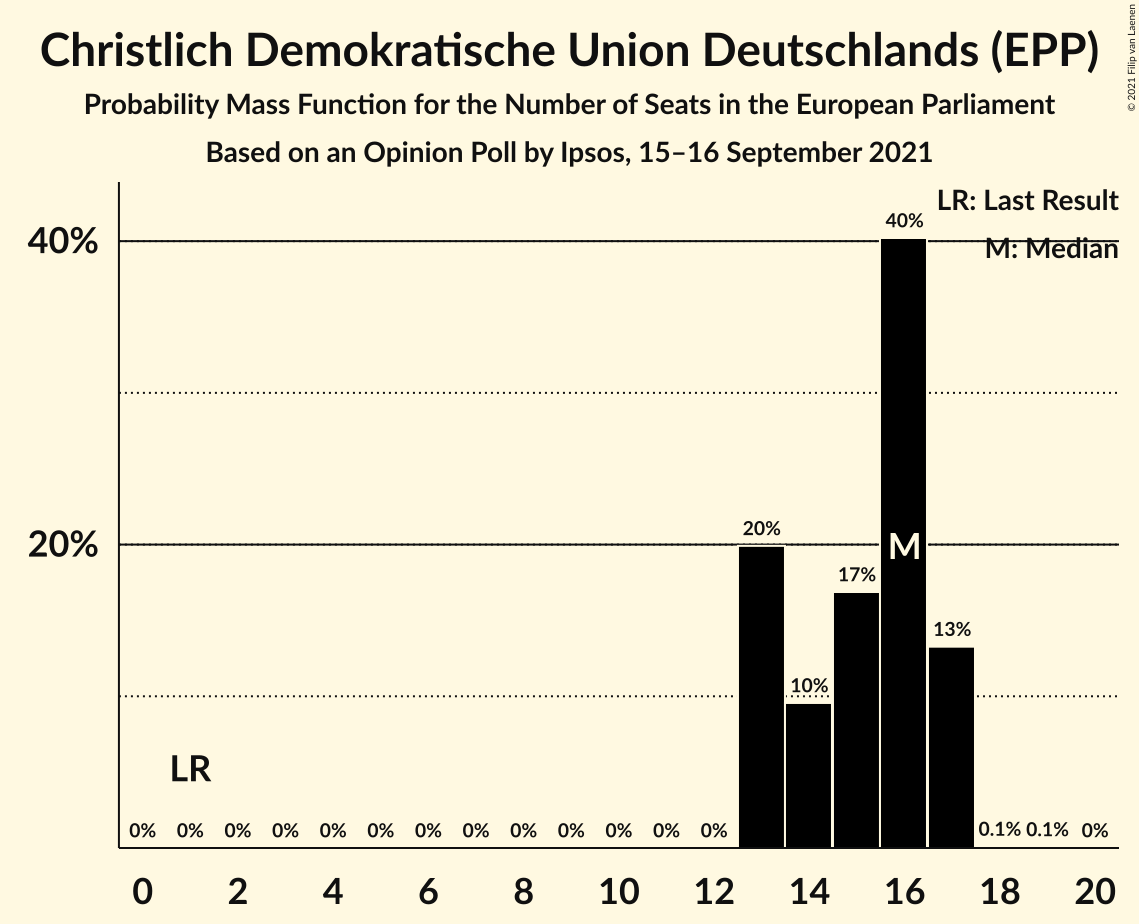 Christlich Demokratische Union Deutschlands (EPP)
Probability Mass Function for the Number of Seats in the European Parliament
Based on an Opinion Poll by Ipsos, 15–16 September 2021
© 2021 Filip van Laenen
LR: Last Result
M: Median
40%
20%
40%
20%
17%
13%
10%
M
LR
0% 0% 0% 0% 0% 0% 0% 0% 0% 0% 0% 0% 0% 0.1% 0.1% 0%
0 2 4 6 8 10 12 14 16 18 20